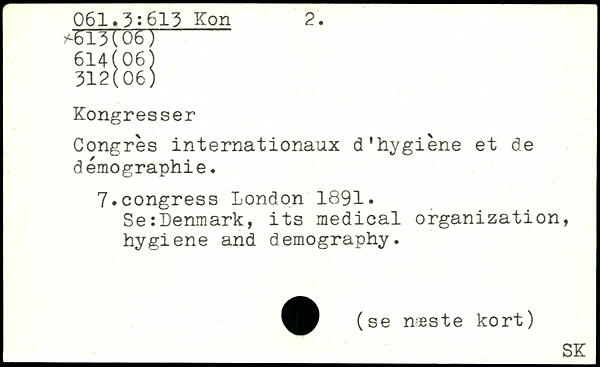 061.3:613 Kon 2.
×613(06)
614(06)
312(06)
Kongresser
Congrès internationaux d'hygiène et de
démographie.
7.congress London 1891.
Se:Denmark, its medical organization,
hygiene and demography.
(se næste kort)
SK